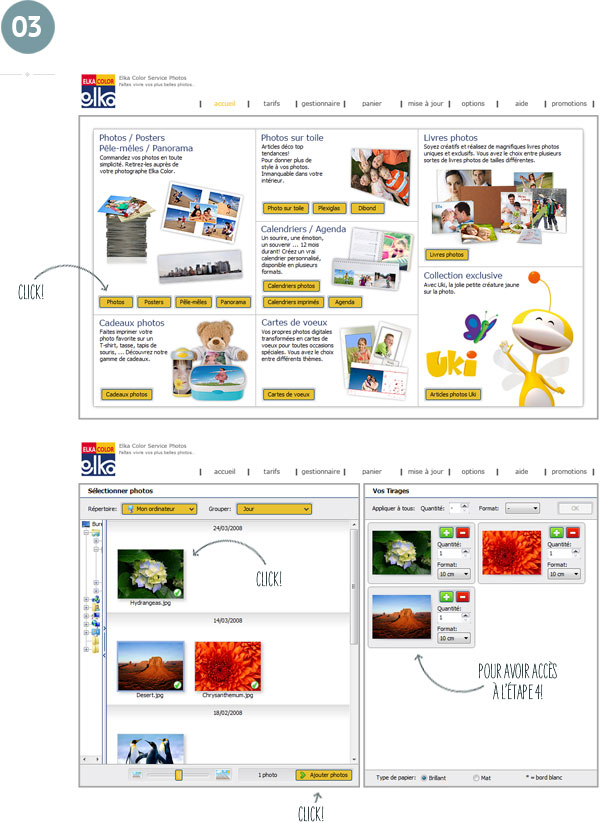 03
ELKA COLOR
elka
Elka Color Service Photos
Faites vivre vos plus belles photos.
accueil | tarifs | gestionnaire | panier | mise à jour | options | aide | promotions
Photos / Posters
Pêle-mêles / Panorama
Commandez vos photos en toute
simplicité. Retirez-les auprès de
votre photographe Elka Color.
CLICK!
Photos
Posters
Pêle-mêles
Panorama
Photos sur toile
Articles déco top
tendances!
Pour donner plus de
style à vos photos.
Immanquable dans votre
intérieur.
Photo sur toile
Plexiglas
Dibond
Livres photos
Soyez créatifs et réalisez de magnifiques livres photos
uniques et exclusifs. Vous avez le choix entre plusieurs
sortes de livres photos de tailles différentes.
Livres photos
Calendriers / Agenda
Un sourire, une émotion,
un souvenir ... 12 mois
durant! Créez un vrai
calendrier personnalisé,
disponible en plusieurs
formats.
Calendriers photos
Calendriers imprimés
Agenda
Collection exclusive
Avec Uki, la jolie petite créature jaune
sur la photo.
Uki
Articles photos Uki
Cadeaux photos
Faites imprimer votre
photo favorite sur un
T-shirt, tasse, tapis de
souris, ... Découvrez notre
gamme de cadeaux.
Cadeaux photos
Cartes de voeux
Vos propres photos digitales
transformées en cartes de
voeux pour toutes occasions
spéciales. Vous avez le choix
entre différents thèmes.
Cartes de voeux
ELKA COLOR
elka
Elka Color Service Photos
Faites vivre vos plus belles photos.
accueil | tarifs | gestionnaire | panier | mise à jour | options | aide | promotions
Sélectionner photos
Répertoire: Mon ordinateur Grouper: Jour
Bur
24/03/2008
Hydrangeas.jpg
CLICK!
14/03/2008
Desert.jpg
Chrysanthemum.jpg
18/02/2008
1 photo
Ajouter photos
CLICK!
Vos Tirages
Appliquer à tous: Quantité: - Format: - OK
Quantité:
1
Format:
10 cm
Quantité:
1
Format:
10 cm
Quantité:
1
Format:
10 cm
POUR AVOIR ACCÈS
À L'ÉTAPE 4!
Type de papier: Brillant Mat * = bord blanc